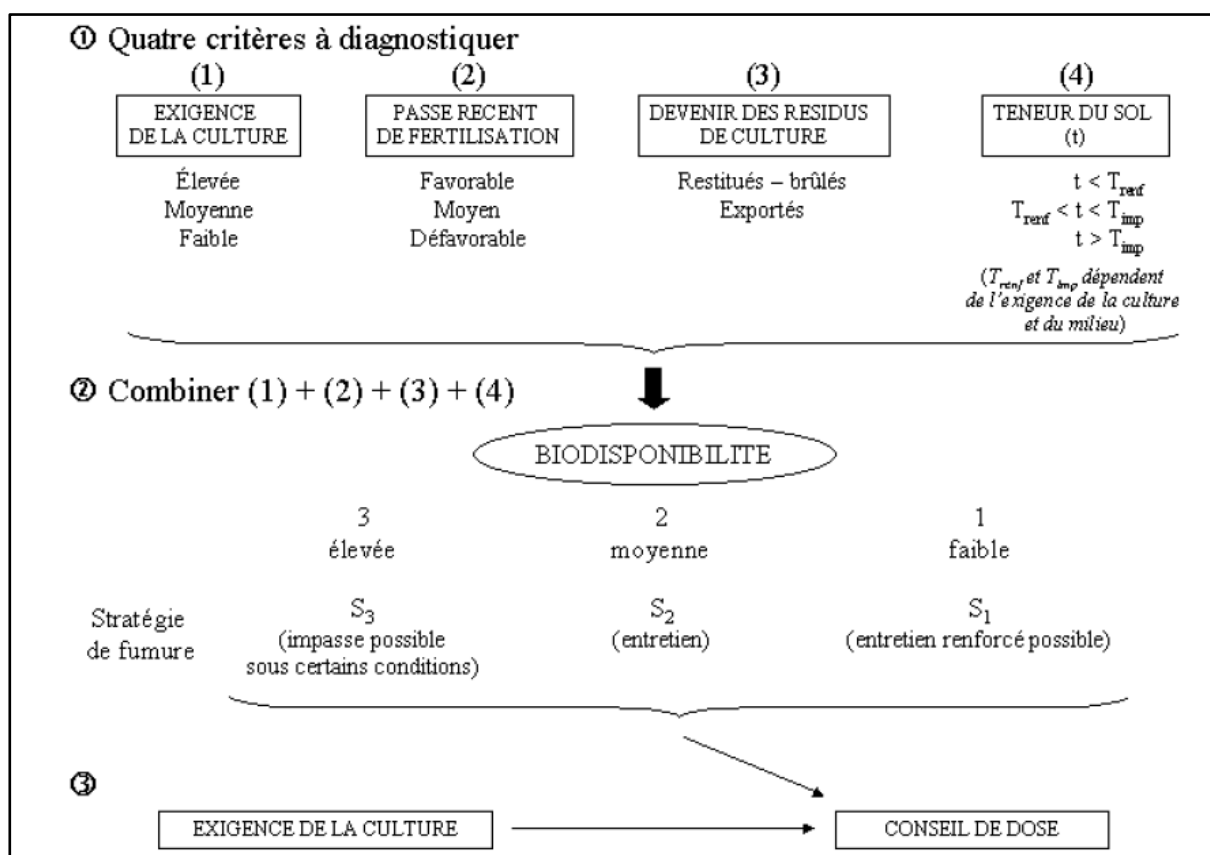 ① Quatre critères à diagnostiquer
(1) (2) (3) (4)
EXIGENCE
DE LA CULTURE
PASSE RECENT
DE FERTILISATION
DEVENIR DES RESIDUS
DE CULTURE
TENEUR DU SOL
(t)
Élevée
Moyenne
Faible
Favorable
Moyen
Défavorable
Restitués – brûlés
Exportés
t < Trenf
Trenf < t < Timp
t > Timp
(Trenf et Timp dépendent
de l'exigence de la culture
et du milieu)
② Combiner (1) + (2) + (3) + (4)
BIODISPONIBILITE
3
élevée
2
moyenne
1
faible
Stratégie
de fumure
S3
(impasse possible
sous certains conditions)
S2
(entretien)
S1
(entretien renforcé possible)
③
EXIGENCE DE LA CULTURE
CONSEIL DE DOSE